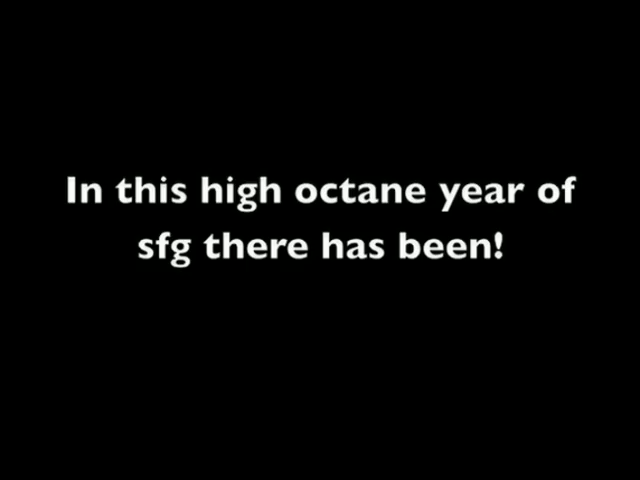 In this high octane year of
sfg there has been!